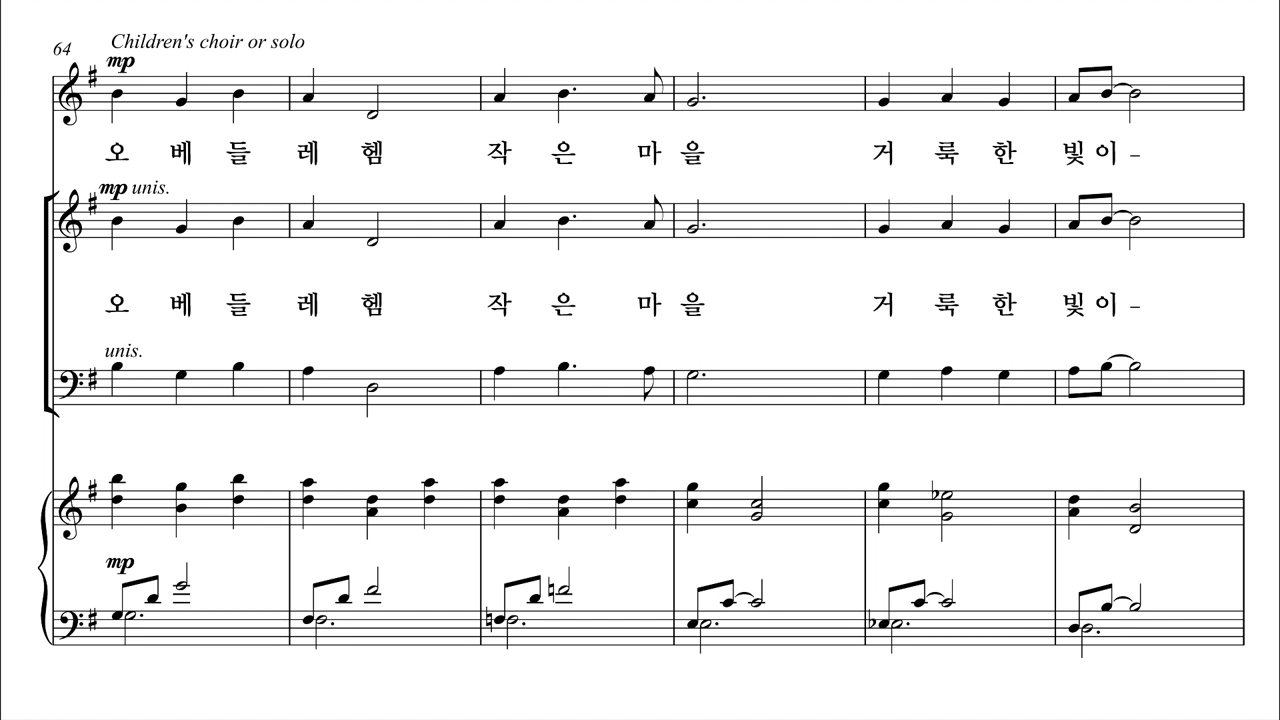 64 Children's choir or solo
mp
오 베 들 레 헴 작 은 마 을 거 룩 한 빛 이 –
mp unis.
오 베 들 레 헴 작 은 마 을 거 룩 한 빛 이 –
unis.
mp